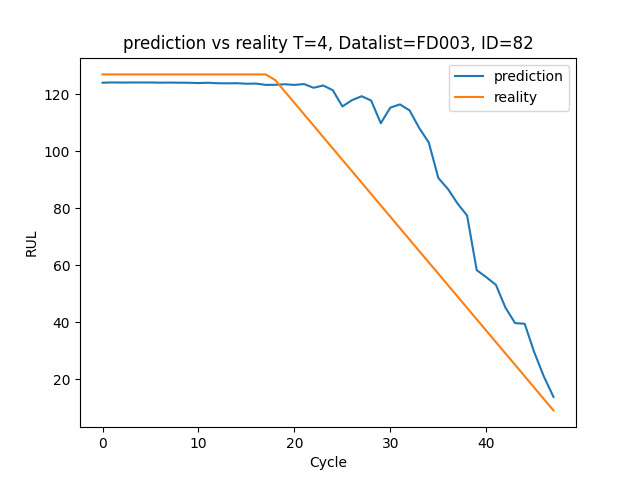 prediction vs reality T=4, Datalist=FD003, ID=82
prediction
reality
120
100
80
60
40
20
RUL
0 10 20 30 40
Cycle